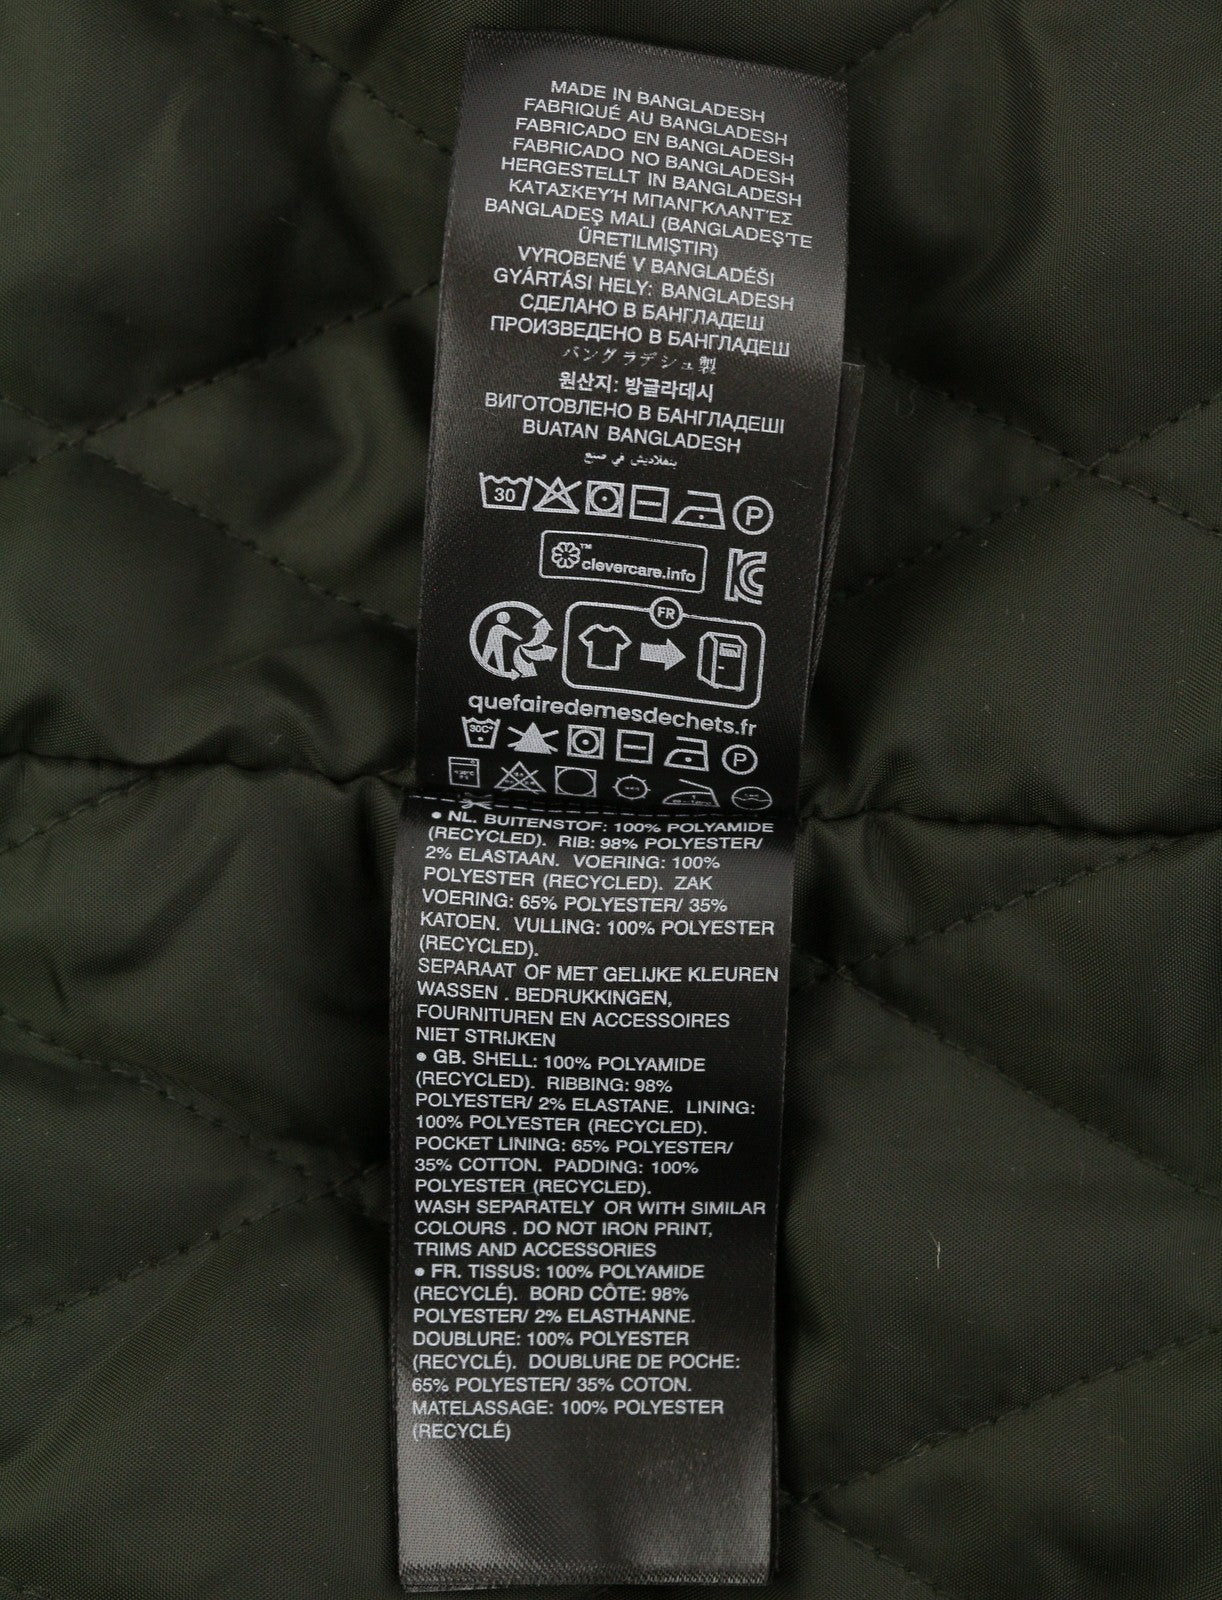 MADE IN BANGLADESH
FABRIQUÉ AU BANGLADESH
FABRICADO EN BANGLADESH
FABRICADO NO BANGLADESH
HERGESTELLT IN BANGLADESH
ΚΑΤΑΣΚΕΥΉ ΜΠΑΝΓΚΛΑΝΤΈΣ
BANGLADEŞ MALI (BANGLADEŞ'TE
ÜRETILMIŞTIR)
VYROBENÉ V BANGLADÉŠI
GYÁRTÁSI HELY: BANGLADESH
СДЕЛАНО В БАНГЛАДЕШ
ПРОИЗВЕДЕНО В БАНГЛАДЕШ
バングラデシュ製
원산지: 방글라데시
ВИГОТОВЛЕНО В БАНГЛАДЕШІ
BUATAN BANGLADESH
30 P
™ clevercare.info
FR
quefairedemesdechets.fr
30C° P
• NL. BUITENSTOF: 100% POLYAMIDE
(RECYCLED). RIB: 98% POLYESTER/
2% ELASTAAN. VOERING: 100%
POLYESTER (RECYCLED). ZAK
VOERING: 65% POLYESTER/ 35%
KATOEN. VULLING: 100% POLYESTER
(RECYCLED).
SEPARAAT OF MET GELIJKE KLEUREN
WASSEN . BEDRUKKINGEN,
FOURNITUREN EN ACCESSOIRES
NIET STRIJKEN
• GB. SHELL: 100% POLYAMIDE
(RECYCLED). RIBBING: 98%
POLYESTER/ 2% ELASTANE. LINING:
100% POLYESTER (RECYCLED).
POCKET LINING: 65% POLYESTER/
35% COTTON. PADDING: 100%
POLYESTER (RECYCLED).
WASH SEPARATELY OR WITH SIMILAR
COLOURS . DO NOT IRON PRINT,
TRIMS AND ACCESSORIES
• FR. TISSUS: 100% POLYAMIDE
(RECYCLÉ). BORD CÔTE: 98%
POLYESTER/ 2% ELASTHANNE.
DOUBLURE: 100% POLYESTER
(RECYCLÉ). DOUBLURE DE POCHE:
65% POLYESTER/ 35% COTON.
MATELASSAGE: 100% POLYESTER
(RECYCLÉ)